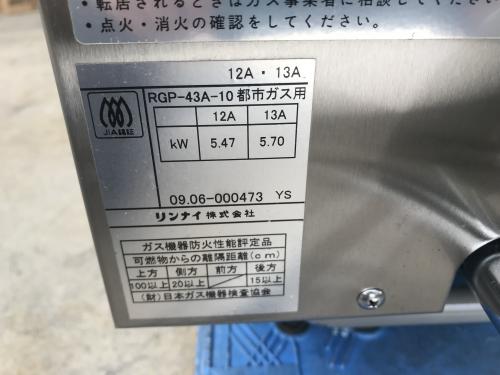 ・転居されるときはガス事業者に相談してくださ
・点火・消火の確認をしてください。
12A・13A
RGP-43A-10 都市ガス用
12A 13A
kW 5.47 5.70
JIA
09.06-000473 YS
リンナイ株式会社
ガス機器防火性能評定品
可燃物からの離隔距離(cm)
上方 側方 前方 後方
100以上 20以上 15以上
(財)日本ガス機器検査協会